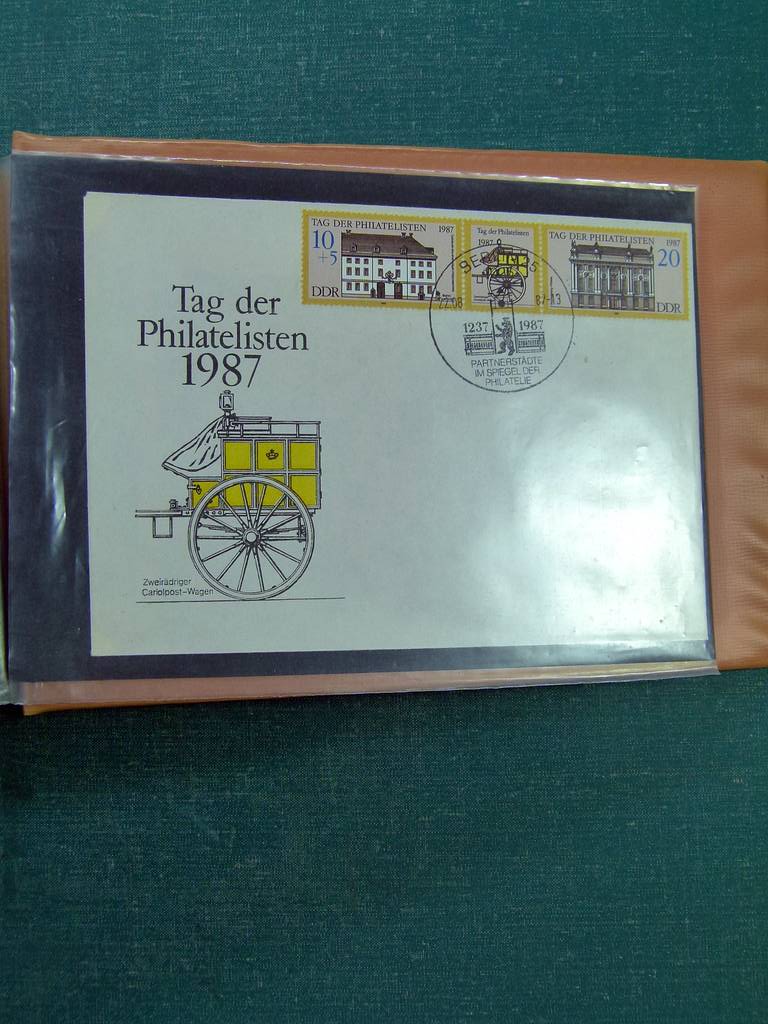 TAG DER PHILATELISTEN 1987
10
+5
DDR
Tag der Philatelisten
1987
TAG DER PHILATELISTEN 1987
20
DDR
Tag der
Philatelisten
1987
1237 1987
PARTNERSTÄDTE
IM SPIEGEL DER
PHILATELIE
Zweirädriger
Cariolpost-Wagen